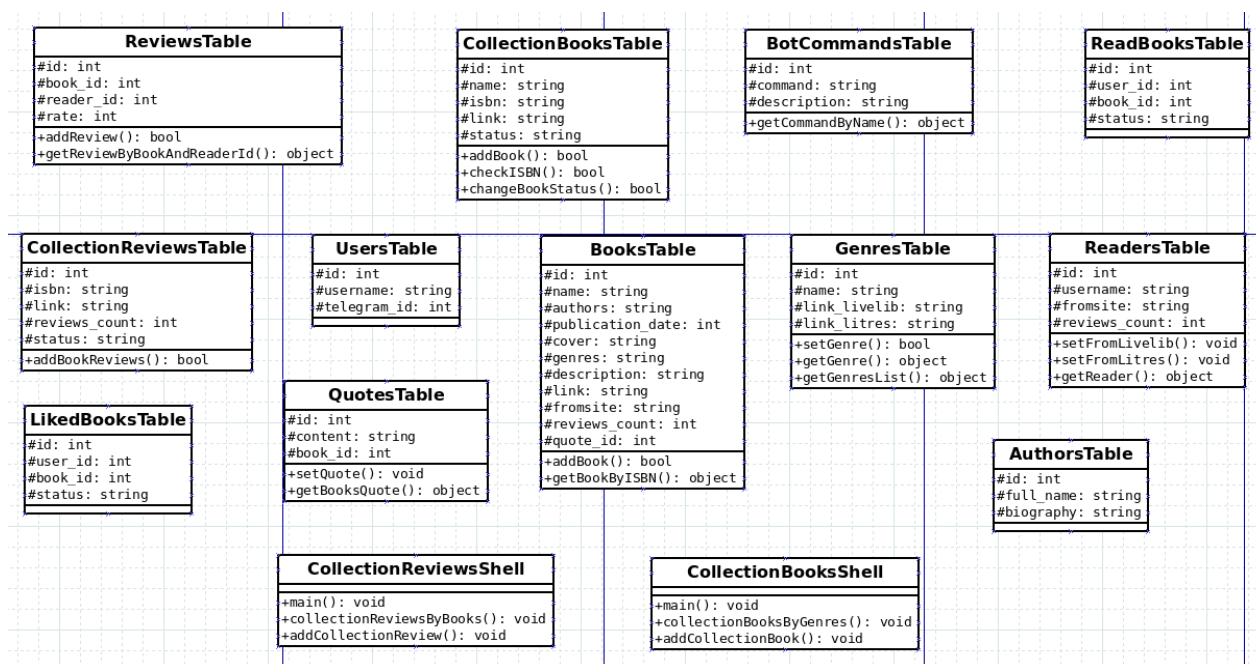 ReviewsTable
#id: int
#book_id: int
#reader_id: int
#rate: int
+addReview(): bool
+getReviewByBookAndReaderId(): object
CollectionBooksTable
#id: int
#name: string
#isbn: string
#link: string
#status: string
+addBook(): bool
+checkISBN(): bool
+changeBookStatus(): bool
BotCommandsTable
#id: int
#command: string
#description: string
+getCommandByName(): object
ReadBooksTable
#id: int
#user_id: int
#book_id: int
#status: string
CollectionReviewsTable
#id: int
#isbn: string
#link: string
#reviews_count: int
#status: string
+addBookReviews(): bool
UsersTable
#id: int
#username: string
#telegram_id: int
BooksTable
#id: int
#name: string
#authors: string
#publication_date: int
#cover: string
#genres: string
#description: string
#link: string
#fromsite: string
#reviews_count: int
#quote_id: int
+addBook(): bool
+getBookByISBN(): object
GenresTable
#id: int
#name: string
#link_livelib: string
#link_litres: string
+setGenre(): bool
+getGenre(): object
+getGenresList(): object
ReadersTable
#id: int
#username: string
#fromsite: string
#reviews_count: int
+setFromLivelib(): void
+setFromLitres(): void
+getReader(): object
LikedBooksTable
#id: int
#user_id: int
#book_id: int
#status: string
QuotesTable
#id: int
#content: string
#book_id: int
+setQuote(): void
+getBooksQuote(): object
AuthorsTable
#id: int
#full_name: string
#biography: string
CollectionReviewsShell
+main(): void
+collectionReviewsByBooks(): void
+addCollectionReview(): void
CollectionBooksShell
+main(): void
+collectionBooksByGenres(): void
+addCollectionBook(): void